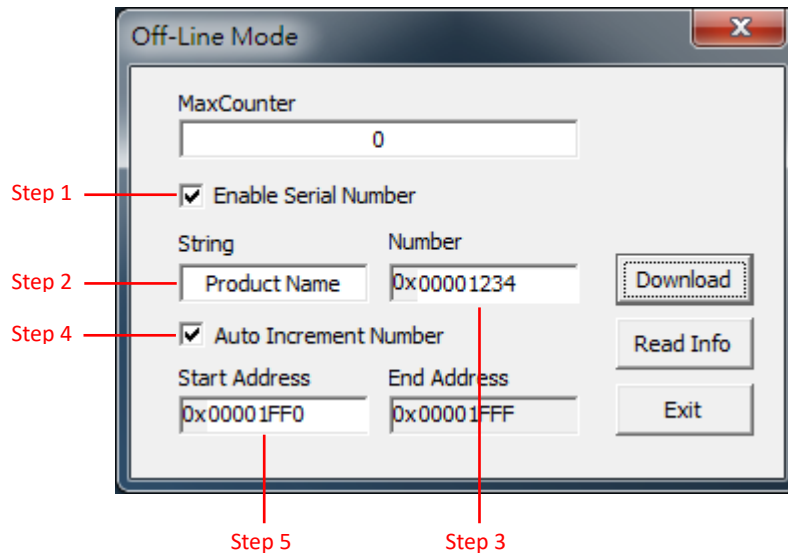 Off-Line Mode
MaxCounter
0
Step 1
Enable Serial Number
String
Number
Step 2
Product Name
0x00001234
Download
Step 4
Auto Increment Number
Read Info
Start Address
End Address
0x00001FF0
0x00001FFF
Exit
Step 5
Step 3